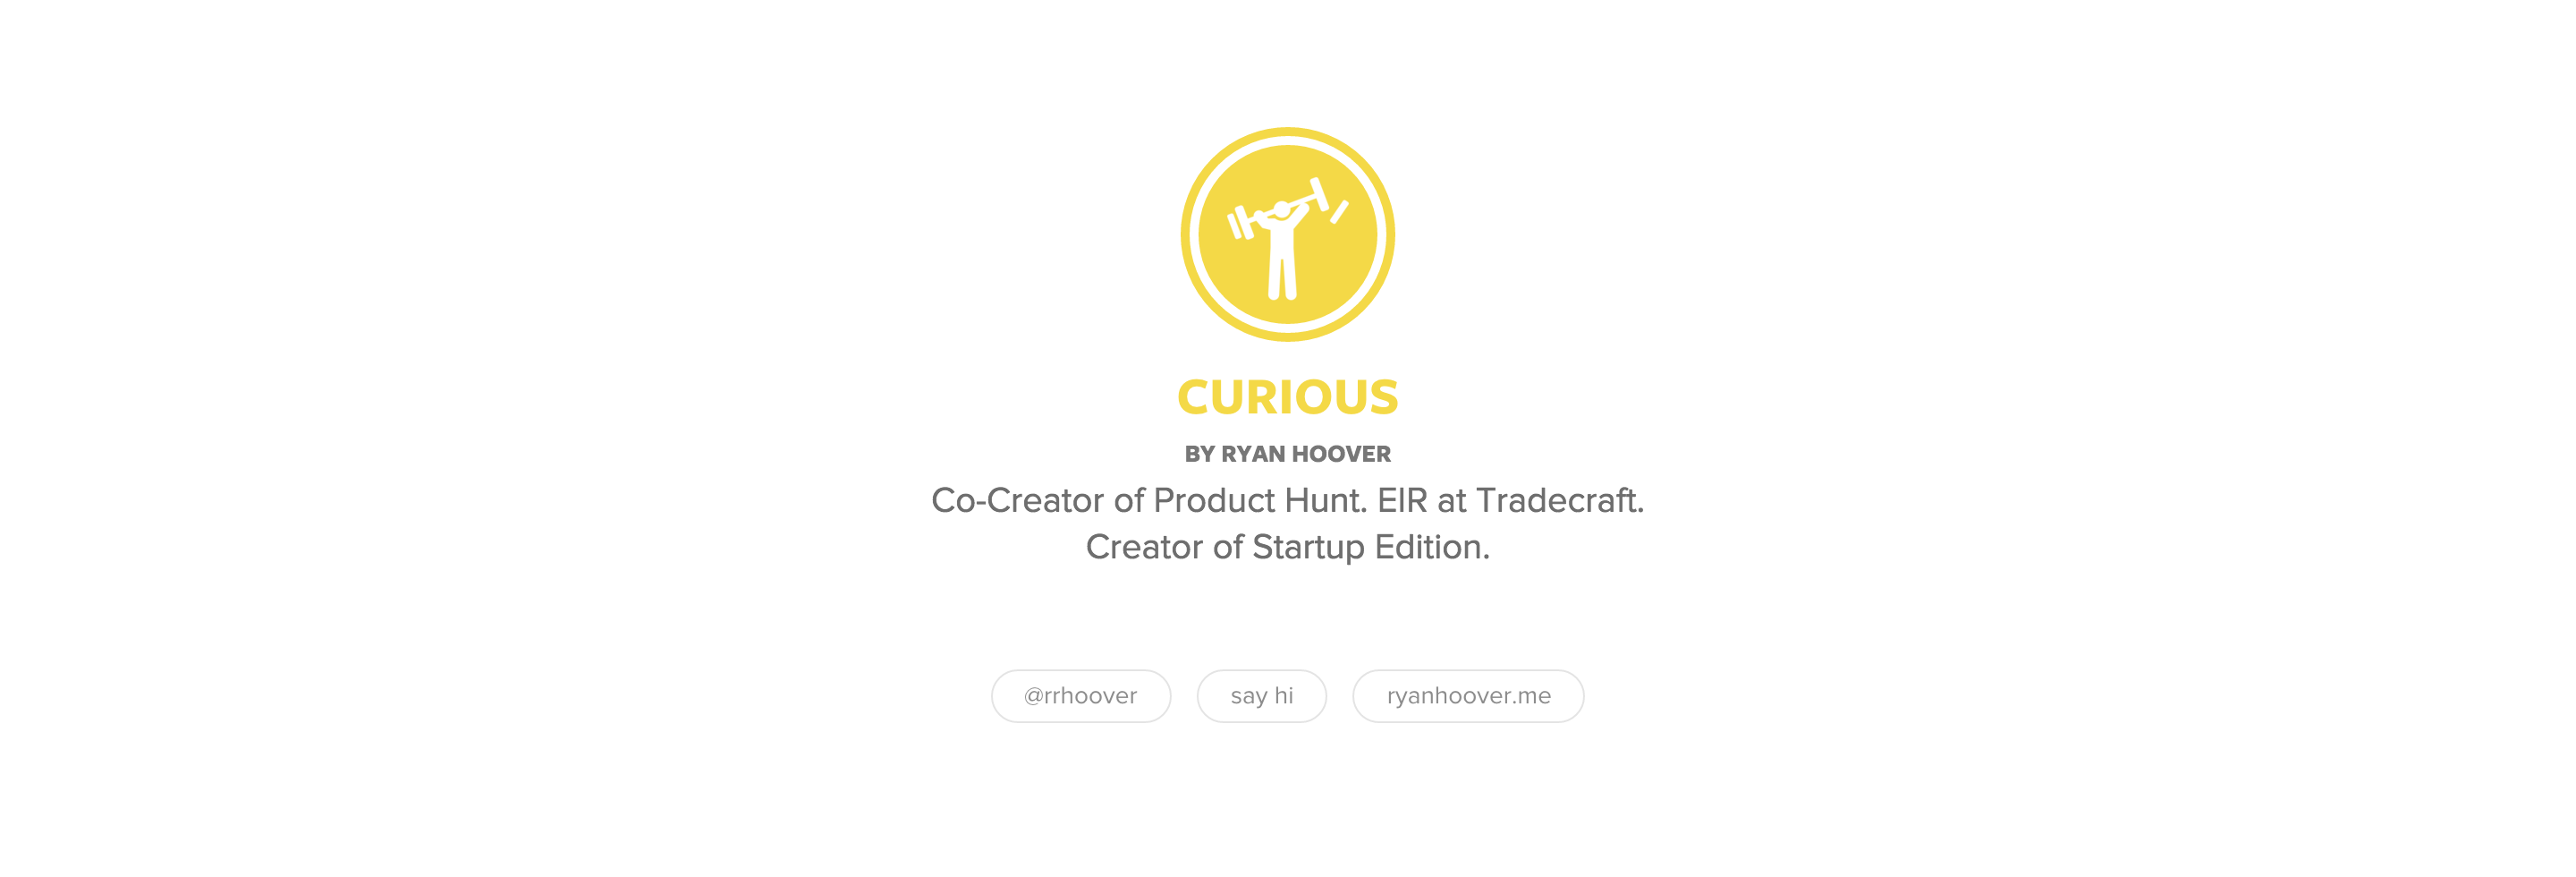 CURIOUS
BY RYAN HOOVER
Co-Creator of Product Hunt. EIR at Tradecraft.
Creator of Startup Edition.
@rrhoover
say hi
ryanhoover.me